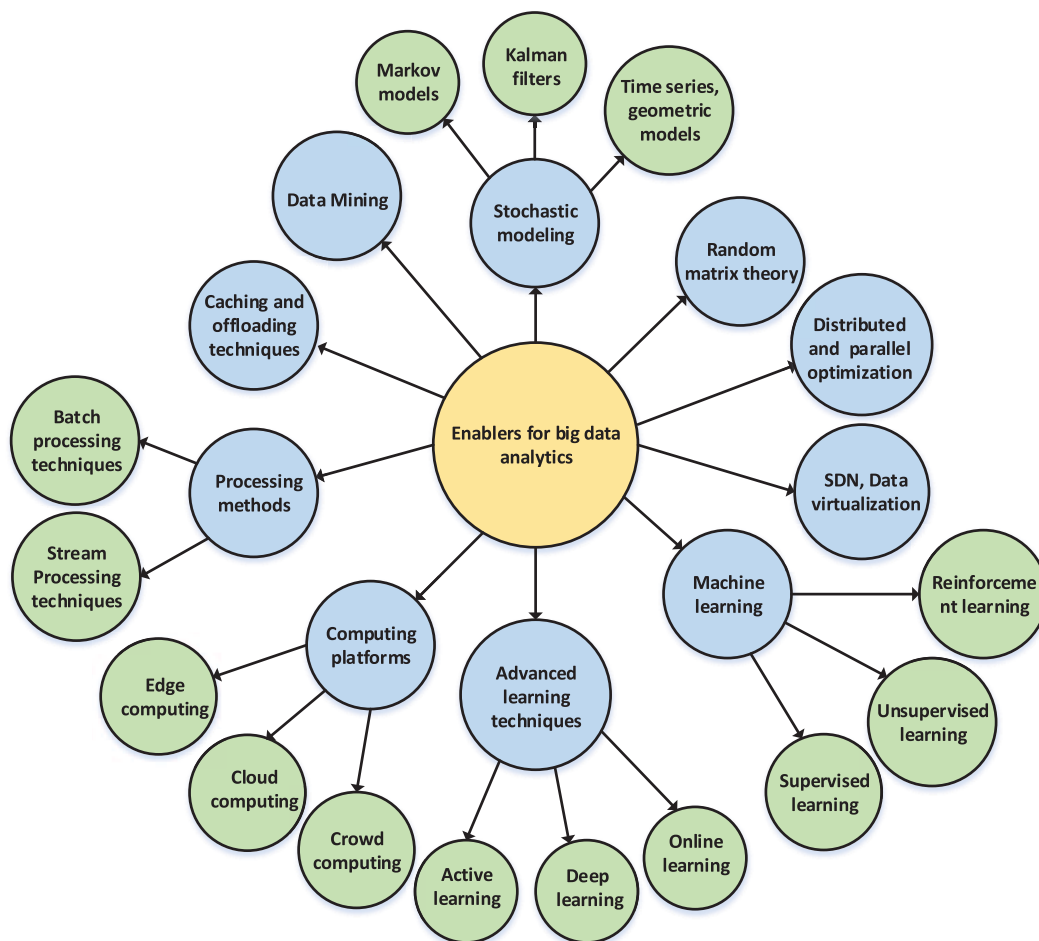 Kalman
filters
Markov
models
Time series,
geometric
models
Data Mining
Stochastic
modeling
Random
matrix theory
Caching and
offloading
techniques
Distributed
and parallel
optimization
Enablers for big data
analytics
Batch
processing
techniques
Processing
methods
SDN, Data
virtualization
Stream
Processing
techniques
Machine
learning
Reinforceme
nt learning
Computing
platforms
Advanced
learning
techniques
Edge
computing
Unsupervised
learning
Cloud
computing
Supervised
learning
Crowd
computing
Online
learning
Active
learning
Deep
learning